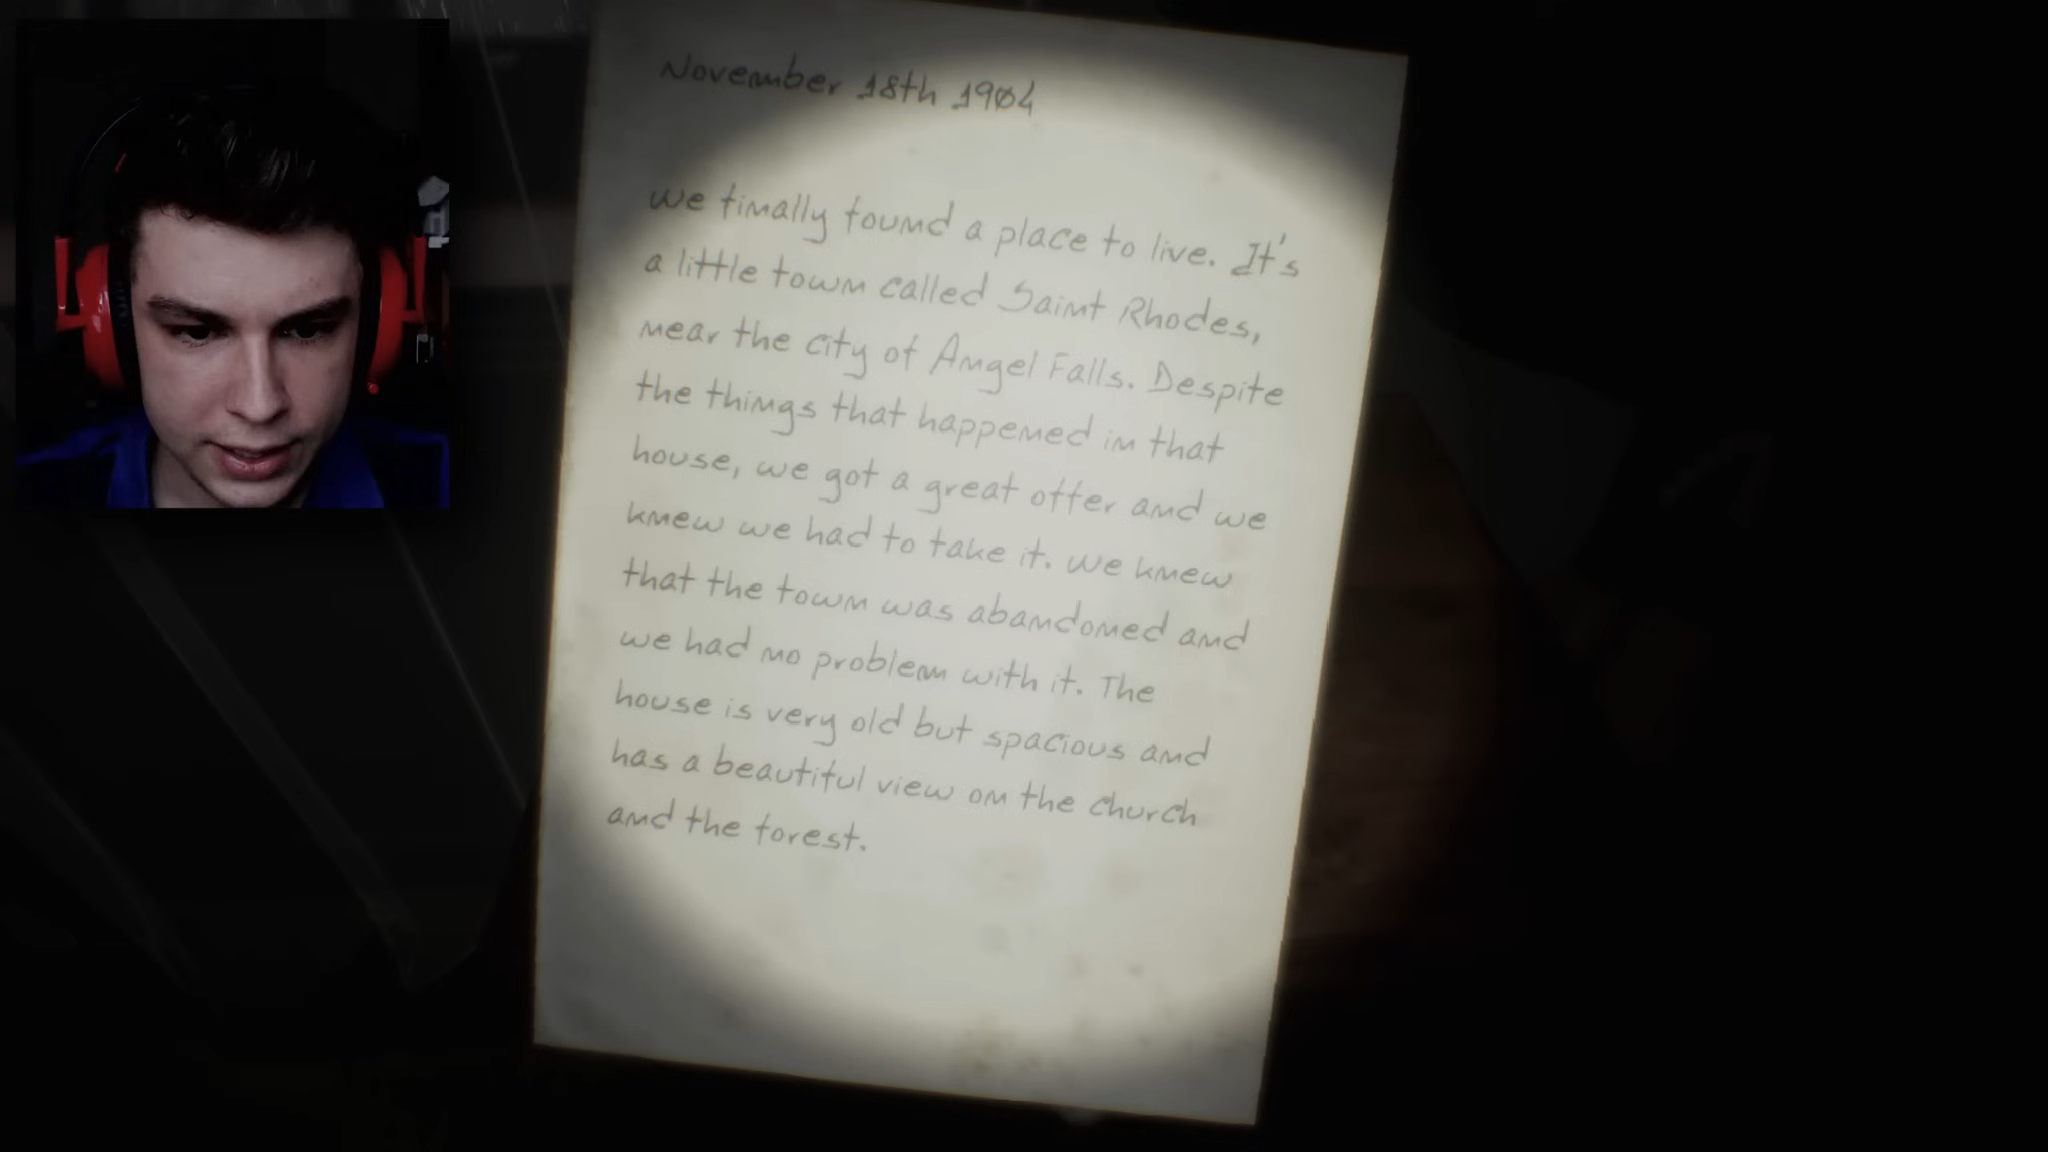 November 18th 1904
We finally found a place to live. It's
a little town called Saint Rhodes,
near the city of Angel Falls. Despite
the things that happened in that
house, we got a great offer and we
knew we had to take it. We knew
that the town was abandoned and
we had no problem with it. The
house is very old but spacious and
has a beautiful view on the church
and the forest.